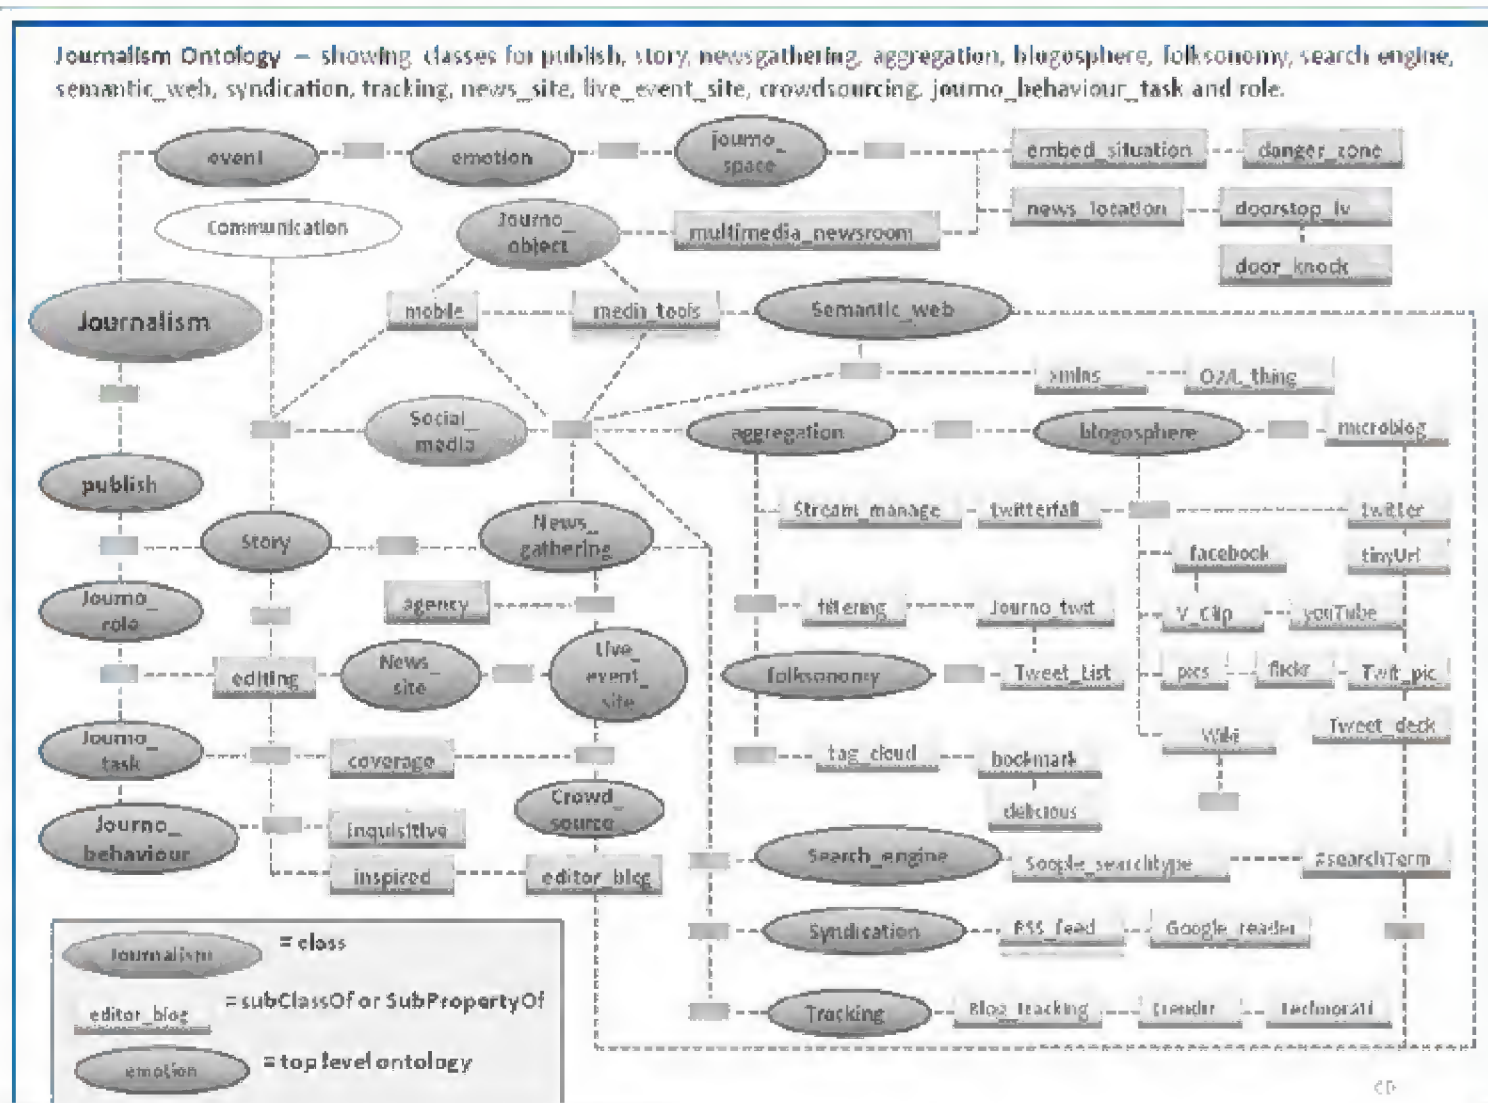 Journalism Ontology – showing classes for publish, story, newsgathering, aggregation, blogosphere, folksonomy, search engine,
semantic_web, syndication, tracking, news_site, live_event_site, crowdsourcing, journo_behaviour_task and role.
event
emotion
journo_
space
embed_situation
danger_zone
Communication
Journo_
object
multimedia_newsroom
news_location
doorstop_iv
door_knock
Journalism
mobile
media_tools
Semantic_web
xmlns
OWL_thing
Social_
media
aggregation
blogosphere
microblog
publish
Story
News_
gathering
Stream_manage
twitterfall
twitter
facebook
tinyUrl
Journo_
role
agency
filtering
Journo_twit
V_Clip
youTube
editing
News_
site
Live_
event_
site
folksonomy
Tweet_List
pics
flickr
Twit_pic
Journo_
task
coverage
tag_cloud
bookmark
delicious
Wiki
Tweet_deck
Journo_
behaviour
Inquisitive
inspired
Crowd_
source
editor_blog
Search_engine
Google_searchtype
#searchTerm
Syndication
RSS_feed
Google_reader
Tracking
Blog_tracking
Technorati
Journalism
= class
editor_blog
= subClassOf or SubPropertyOf
emotion
= top level ontology